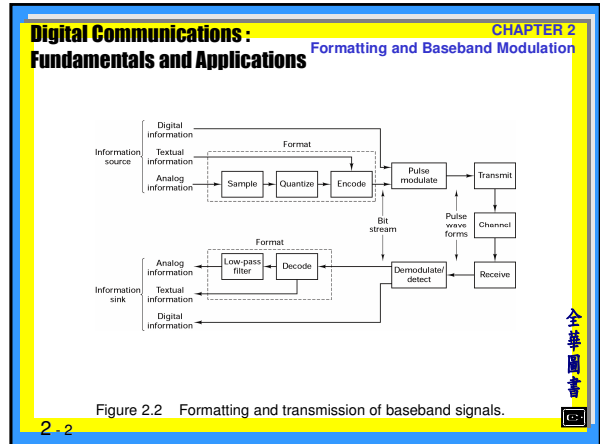 Digital Communications :
Fundamentals and Applications
CHAPTER 2
Formatting and Baseband Modulation
Information
source
Digital
information
Textual
information
Analog
information
Format
Sample
Quantize
Encode
Pulse
modulate
Transmit
Bit
stream
Pulse
wave
forms
Channel
Information
sink
Analog
information
Textual
information
Digital
information
Format
Low-pass
filter
Decode
Demodulate/
detect
Receive
全華圖書
Figure 2.2 Formatting and transmission of baseband signals.
2 - 2